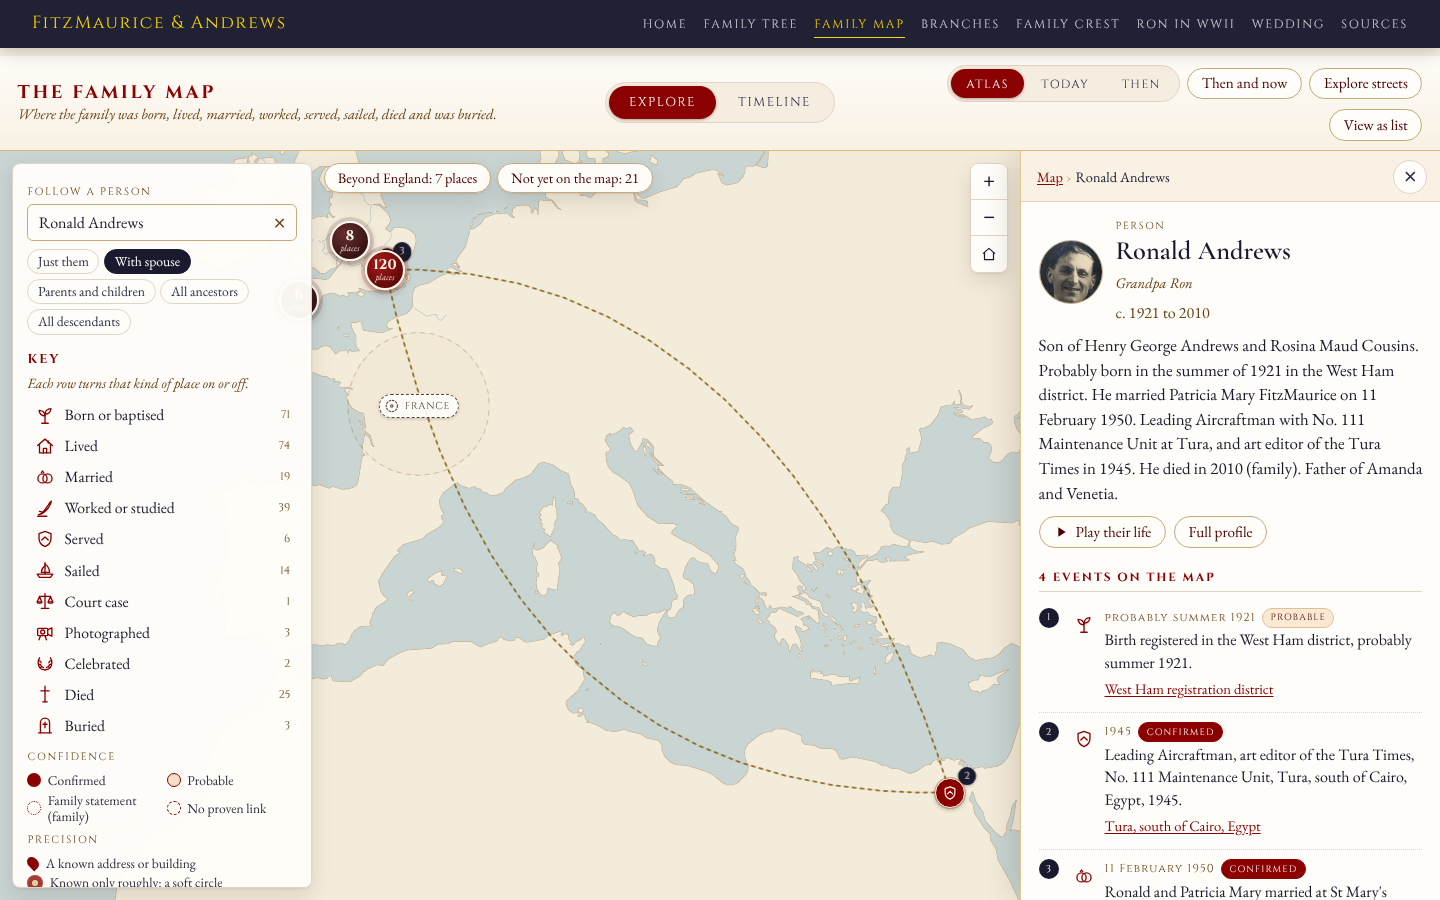 FitzMaurice & Andrews
HOME FAMILY TREE FAMILY MAP BRANCHES FAMILY CREST RON IN WWII WEDDING SOURCES
THE FAMILY MAP
Where the family was born, lived, married, worked, served, sailed, died and was buried.
EXPLORE TIMELINE
ATLAS TODAY THEN
Then and now
Explore streets
View as list
FOLLOW A PERSON
Ronald Andrews
Just them
With spouse
Parents and children
All ancestors
All descendants
KEY
Each row turns that kind of place on or off.
Born or baptised 71
Lived 74
Married 19
Worked or studied 39
Served 6
Sailed 14
Court case 1
Photographed 3
Celebrated 2
Died 25
Buried 3
CONFIDENCE
Confirmed
Probable
Family statement (family)
No proven link
PRECISION
A known address or building
Known only roughly: a soft circle
Beyond England: 7 places
Not yet on the map: 21
8
places
3
120
places
6
FRANCE
2
+
−
Map › Ronald Andrews
PERSON
Ronald Andrews
Grandpa Ron
c. 1921 to 2010
Son of Henry George Andrews and Rosina Maud Cousins.
Probably born in the summer of 1921 in the West Ham
district. He married Patricia Mary FitzMaurice on 11
February 1950. Leading Aircraftman with No. 111
Maintenance Unit at Tura, and art editor of the Tura
Times in 1945. He died in 2010 (family). Father of Amanda
and Venetia.
Play their life
Full profile
4 EVENTS ON THE MAP
1
PROBABLY SUMMER 1921 PROBABLE
Birth registered in the West Ham district, probably
summer 1921.
West Ham registration district
2
1945 CONFIRMED
Leading Aircraftman, art editor of the Tura Times,
No. 111 Maintenance Unit, Tura, south of Cairo,
Egypt, 1945.
Tura, south of Cairo, Egypt
3
11 February 1950 CONFIRMED
Ronald and Patricia Mary married at St Mary's